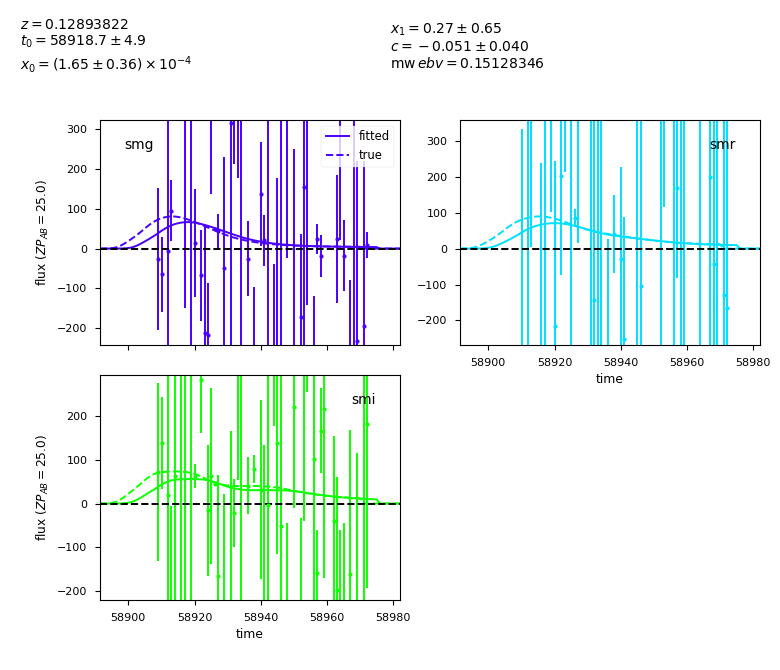 z = 0.12893822
t₀ = 58918.7 ± 4.9
x₀ = (1.65 ± 0.36) × 10⁻⁴
x₁ = 0.27 ± 0.65
c = −0.051 ± 0.040
mw ebv = 0.15128346
smg
fitted
true
300
200
100
0
−100
−200
flux (ZP_AB = 25.0)
smr
300
200
100
0
−100
−200
58900 58920 58940 58960 58980
time
smi
200
100
0
−100
−200
flux (ZP_AB = 25.0)
58900 58920 58940 58960 58980
time